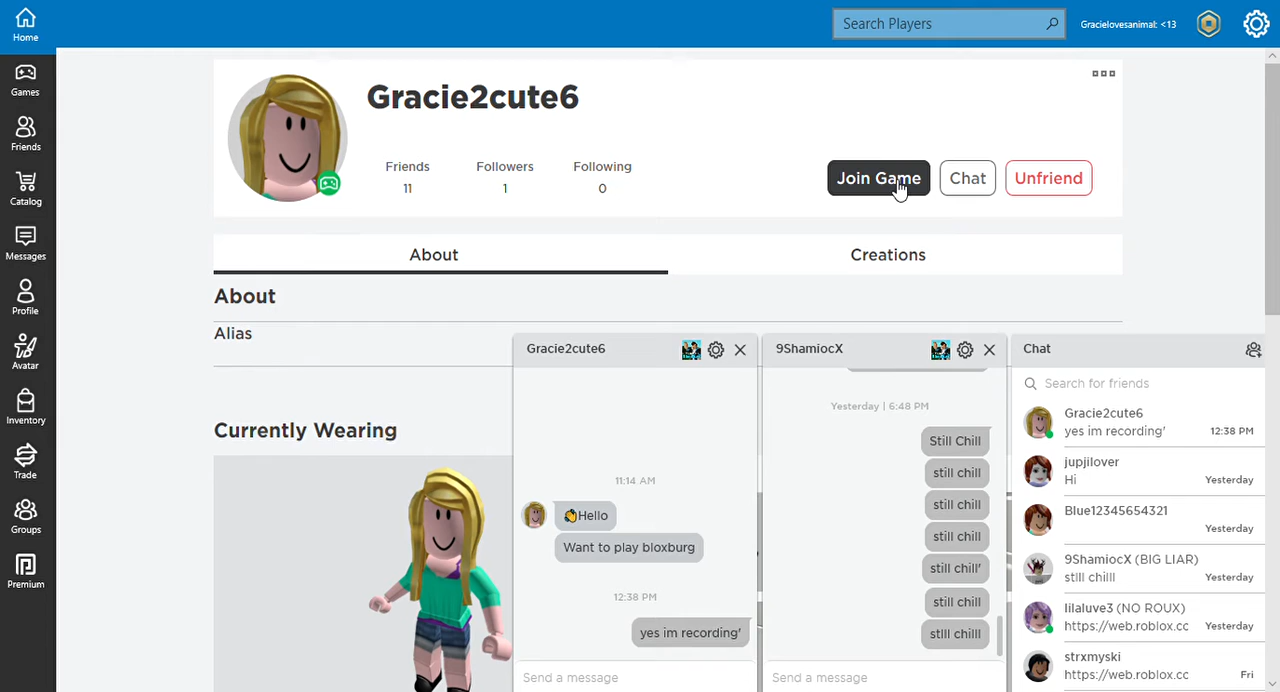 Home
Search Players
Gracielovesanimal: <13
Games
Friends
Catalog
Messages
Profile
Avatar
Inventory
Trade
Groups
Premium
Gracie2cute6
Friends
11
Followers
1
Following
0
Join Game
Chat
Unfriend
About
Creations
About
Alias
Currently Wearing
Gracie2cute6
11:14 AM
👏Hello
Want to play bloxburg
12:38 PM
yes im recording'
Send a message
9ShamiocX
Yesterday | 6:48 PM
Still Chill
still chill
still chill
still chill
still chill'
still chill
still chilll
Send a message
Chat
Search for friends
Gracie2cute6
yes im recording'
12:38 PM
jupjilover
Hi
Yesterday
Blue12345654321
Yesterday
9ShamiocX (BIG LIAR)
still chilll
Yesterday
lilaluve3 (NO ROUX)
https://web.roblox.cc
Yesterday
strxmyski
https://web.roblox.cc
Fri